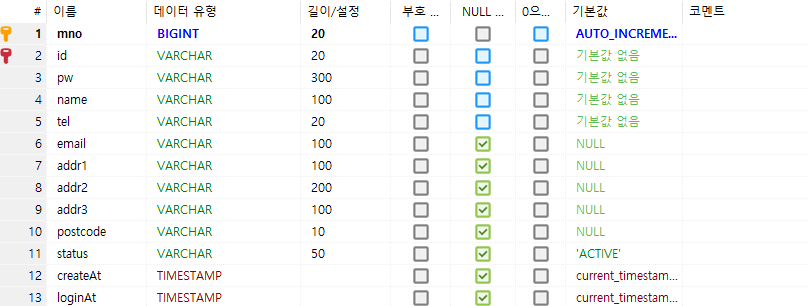 # 이름 데이터 유형 길이/설정 부호 ... NULL ... 0으... 기본값 코멘트
1 mno BIGINT 20 AUTO_INCREME...
2 id VARCHAR 20 기본값 없음
3 pw VARCHAR 300 기본값 없음
4 name VARCHAR 100 기본값 없음
5 tel VARCHAR 20 기본값 없음
6 email VARCHAR 100 NULL
7 addr1 VARCHAR 100 NULL
8 addr2 VARCHAR 200 NULL
9 addr3 VARCHAR 100 NULL
10 postcode VARCHAR 10 NULL
11 status VARCHAR 50 'ACTIVE'
12 createAt TIMESTAMP current_timestam...
13 loginAt TIMESTAMP current_timestam...